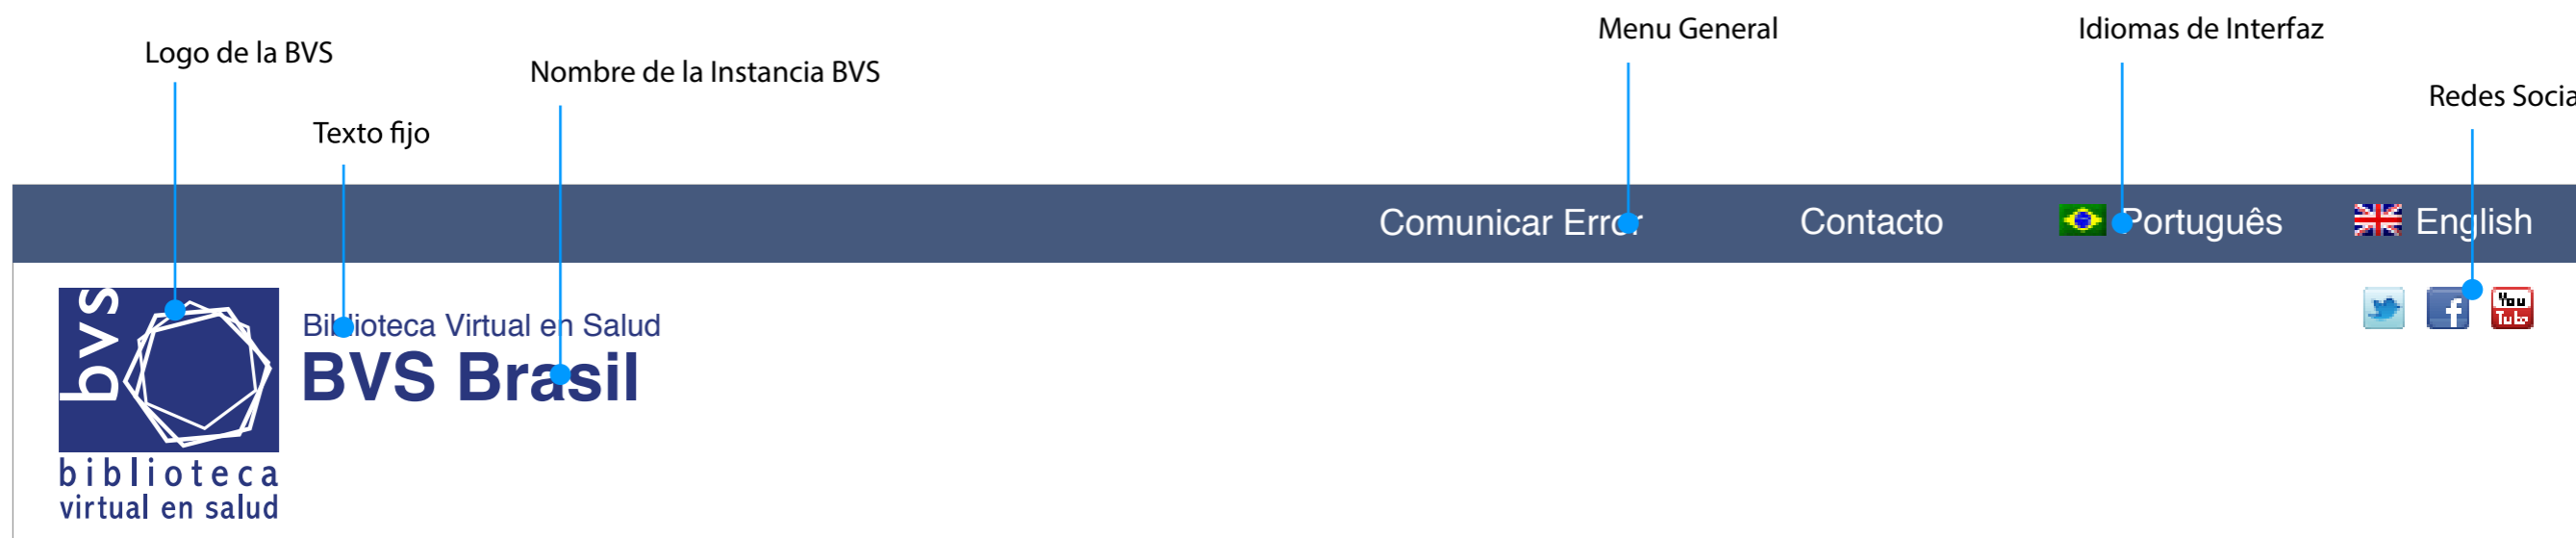 Menu General
Idiomas de Interfaz
Logo de la BVS
Nombre de la Instancia BVS
Redes Socia
Texto fijo
Comunicar Error
Contacto
Português
English
bvs
biblioteca
virtual en salud
Biblioteca Virtual en Salud
BVS Brasil
f
You
Tube